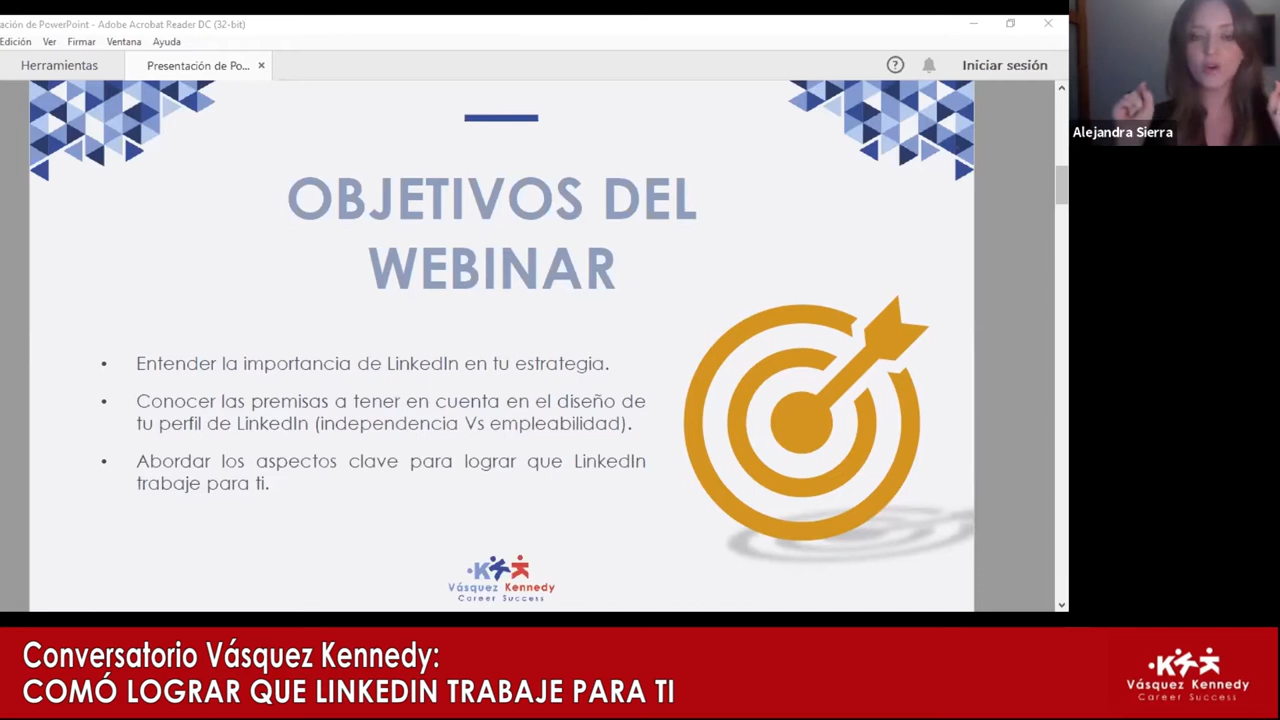 ación de PowerPoint - Adobe Acrobat Reader DC (32-bit)
Edición Ver Firmar Ventana Ayuda
Herramientas Presentación de Po... × Iniciar sesión
Alejandra Sierra
OBJETIVOS DEL
WEBINAR
• Entender la importancia de LinkedIn en tu estrategia.
• Conocer las premisas a tener en cuenta en el diseño de
tu perfil de LinkedIn (independencia Vs empleabilidad).
• Abordar los aspectos clave para lograr que LinkedIn
trabaje para ti.
Vásquez Kennedy
Career Success
Conversatorio Vásquez Kennedy:
COMÓ LOGRAR QUE LINKEDIN TRABAJE PARA TI
Vásquez Kennedy
Career Success